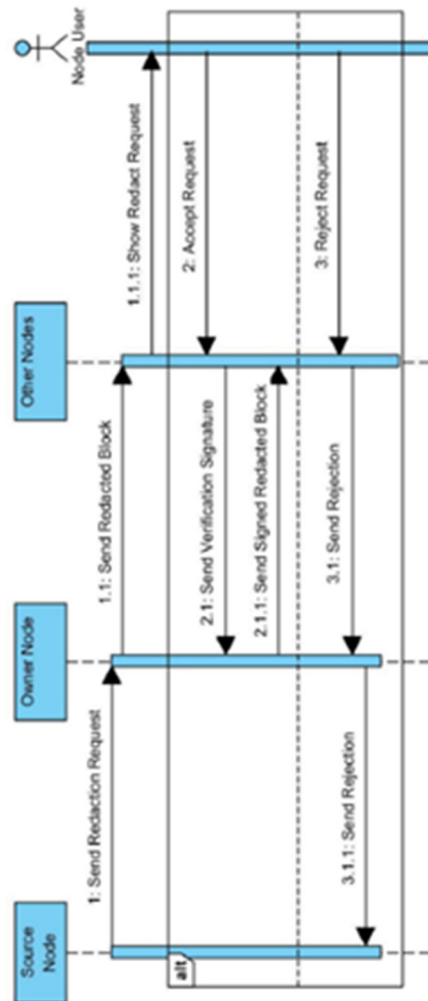 Source
Node
Owner Node
Other Nodes
Node User
1: Send Redaction Request
1.1: Send Redacted Block
1.1.1: Show Redact Request
alt
2: Accept Request
2.1: Send Verification Signature
2.1.1: Send Signed Redacted Block
3: Reject Request
3.1: Send Rejection
3.1.1: Send Rejection